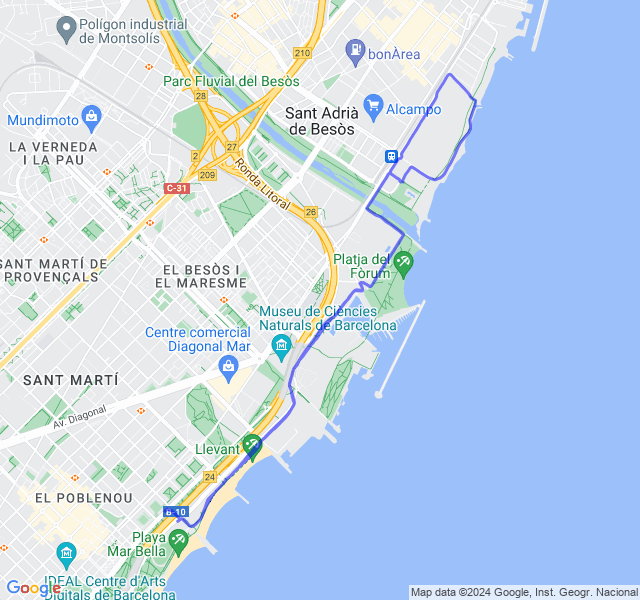 Polígon industrial
de Montsolís
210
bonÀrea
Parc Fluvial del Besòs
28
Sant Adrià
de Besòs
Alcampo
Mundimoto
LA VERNEDA
I LA PAU
27
2
209
Ronda Litoral
C-31
26
SANT MARTÍ DE
PROVENÇALS
EL BESÒS I
EL MARESME
Platja del
Fòrum
Museu de Ciències
Naturals de Barcelona
Centre comercial
Diagonal Mar
SANT MARTÍ
Av. Diagonal
Llevant
24
EL POBLENOU
B-10
Playa
Mar Bella
IDEAL Centre d'Arts
Digitals de Barcelona
Google
Map data ©2024 Google, Inst. Geogr. Nacional